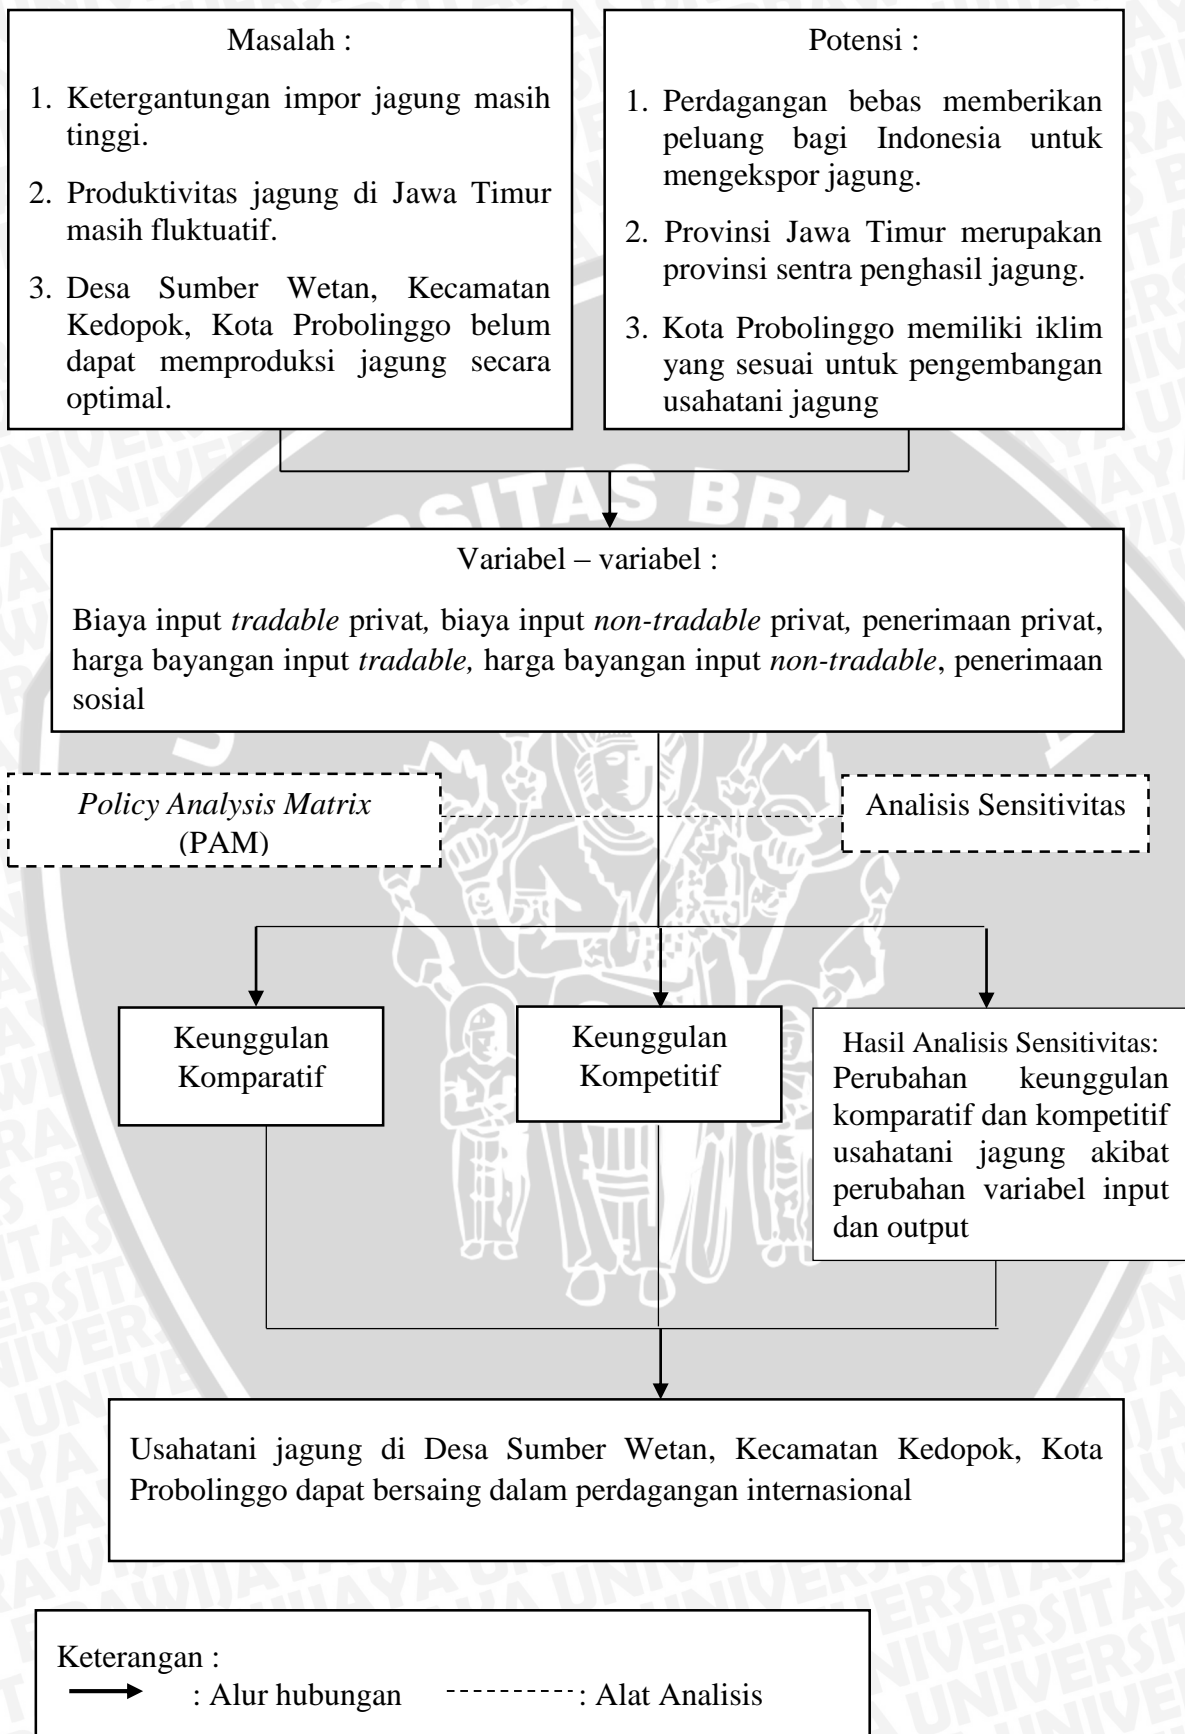 Masalah :
1. Ketergantungan impor jagung masih
tinggi.
2. Produktivitas jagung di Jawa Timur
masih fluktuatif.
3. Desa Sumber Wetan, Kecamatan
Kedopok, Kota Probolinggo belum
dapat memproduksi jagung secara
optimal.
Potensi :
1. Perdagangan bebas memberikan
peluang bagi Indonesia untuk
mengekspor jagung.
2. Provinsi Jawa Timur merupakan
provinsi sentra penghasil jagung.
3. Kota Probolinggo memiliki iklim
yang sesuai untuk pengembangan
usahatani jagung
SITAS BRAW
Variabel – variabel :
Biaya input tradable privat, biaya input non-tradable privat, penerimaan privat,
harga bayangan input tradable, harga bayangan input non-tradable, penerimaan
sosial
Policy Analysis Matrix
(PAM)
Analisis Sensitivitas
Keunggulan
Komparatif
Keunggulan
Kompetitif
Hasil Analisis Sensitivitas:
Perubahan keunggulan
komparatif dan kompetitif
usahatani jagung akibat
perubahan variabel input
dan output
Usahatani jagung di Desa Sumber Wetan, Kecamatan Kedopok, Kota
Probolinggo dapat bersaing dalam perdagangan internasional
Keterangan :
: Alur hubungan : Alat Analisis